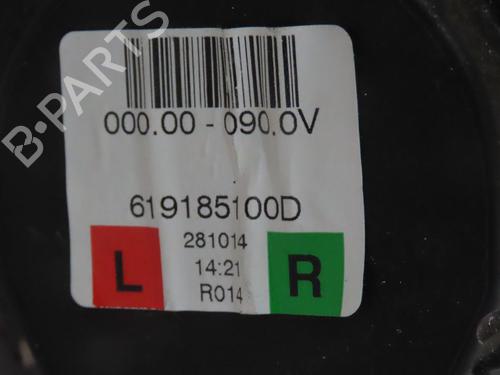 B-PARTS
000.00 - 090.0V
619185100D
281014
14:21
R014
L
R